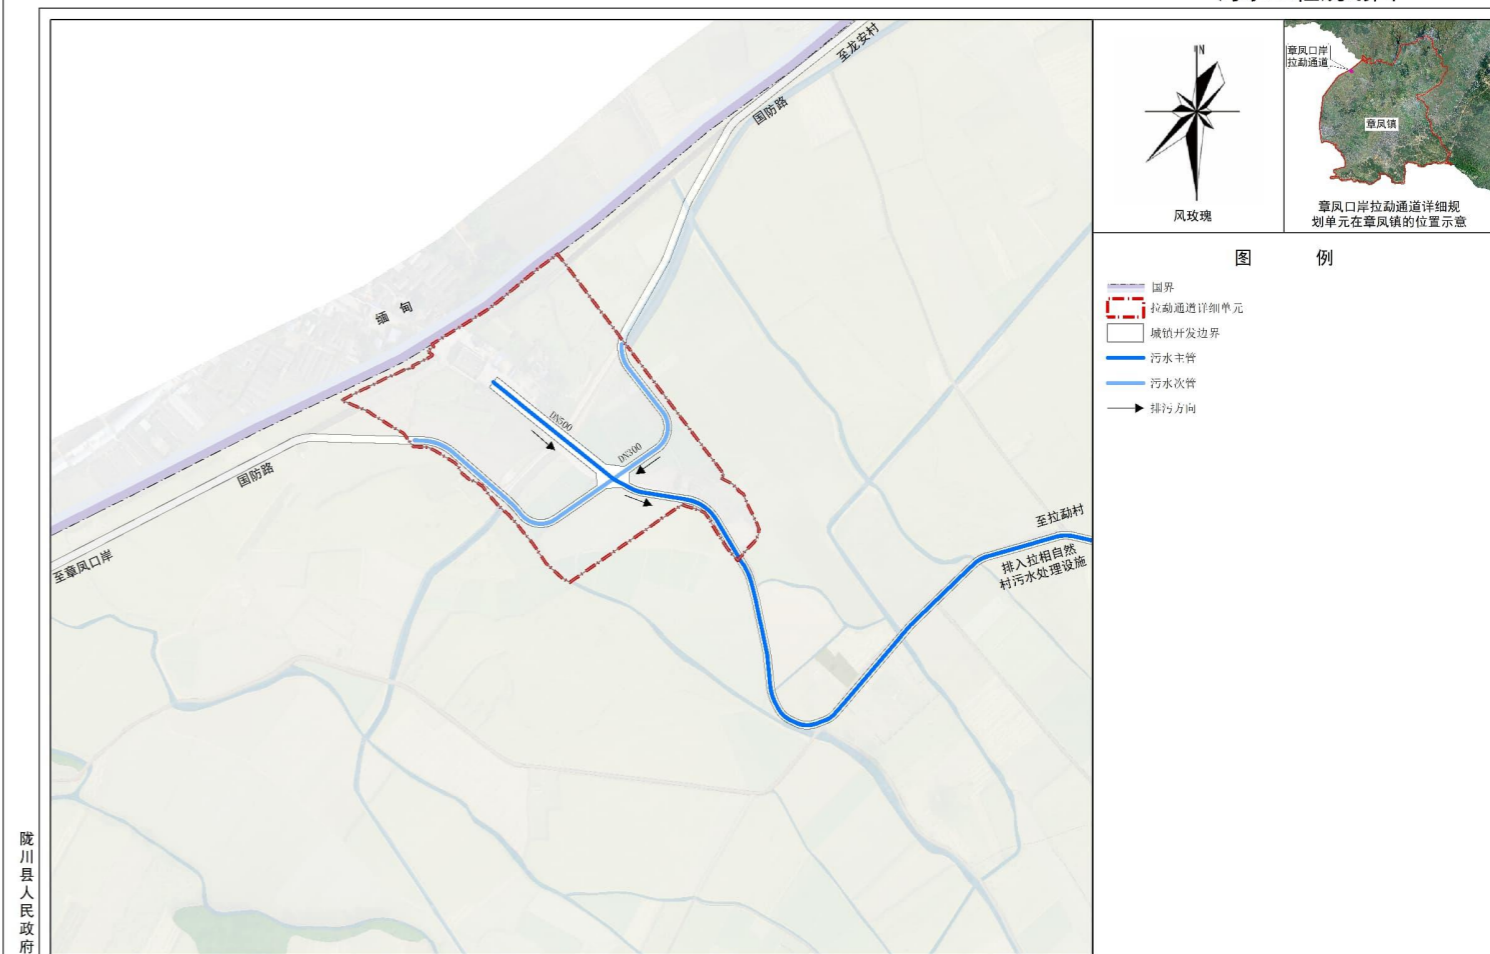 至龙安村
国防路
缅甸
DN500
DN300
国防路
至章凤口岸
至拉勐村
排入拉相自然
村污水处理设施
N
风玫瑰
章凤口岸
拉勐通道
章凤镇
章凤口岸拉勐通道详细规
划单元在章凤镇的位置示意
图 例
国界
拉勐通道详细单元
城镇开发边界
污水主管
污水次管
排污方向
陇川县人民政府